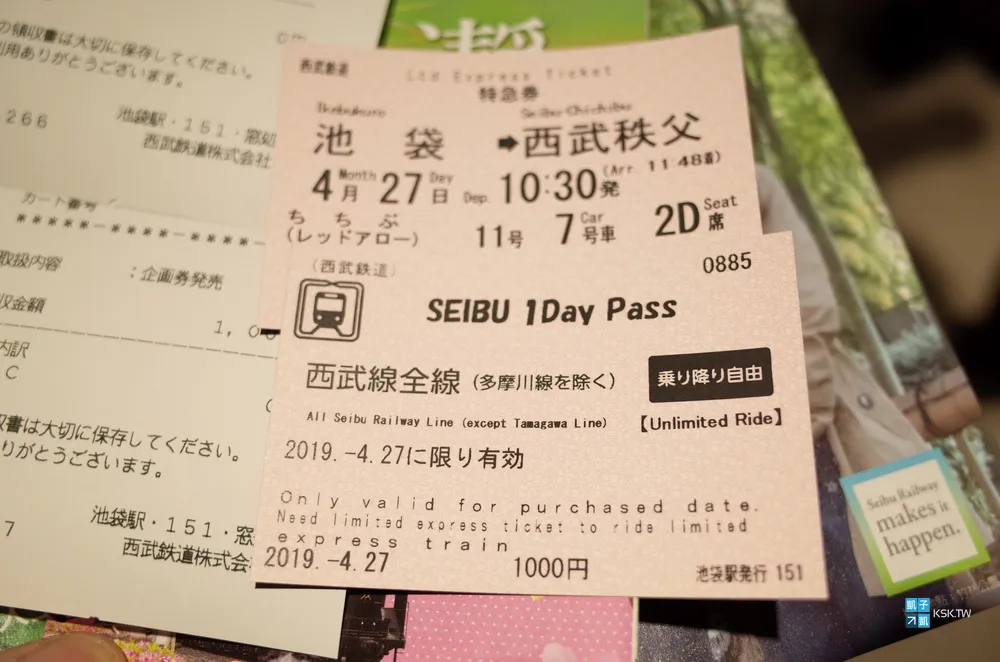 の領収書は大切に保存してください。
利用ありがとうございます。
266
池袋駅・151・窓
西武鉄道株式会社
カード番号
取扱内容 :企画券発売
収金額
1,0
内訳
C
収書は大切に保存してください。
りがとうございます。
7
池袋駅・151・窓
西武鉄道株式会
西武鉄道
Ltd Express Ticket
特急券
Ikebukuro Seibu-Chichibu
池袋 ➡ 西武秩父
4月 Month 27日 Day Dep. 10:30発 (Arr. 11:48着)
ちちぶ
(レッドアロー) 11号 7号車 Car 2D席 Seat
(西武鉄道)
0885
SEIBU 1Day Pass
西武線全線 (多摩川線を除く)
乗り降り自由
All Seibu Railway Line (except Tamagawa Line)
【Unlimited Ride】
2019.-4.27に限り有効
Only valid for purchased date.
Need limited express ticket to ride limited
express train
2019.-4.27 1000円 池袋駅発行 151
Seibu Railway
makes it
happen.
凱子凱
KSK.TW